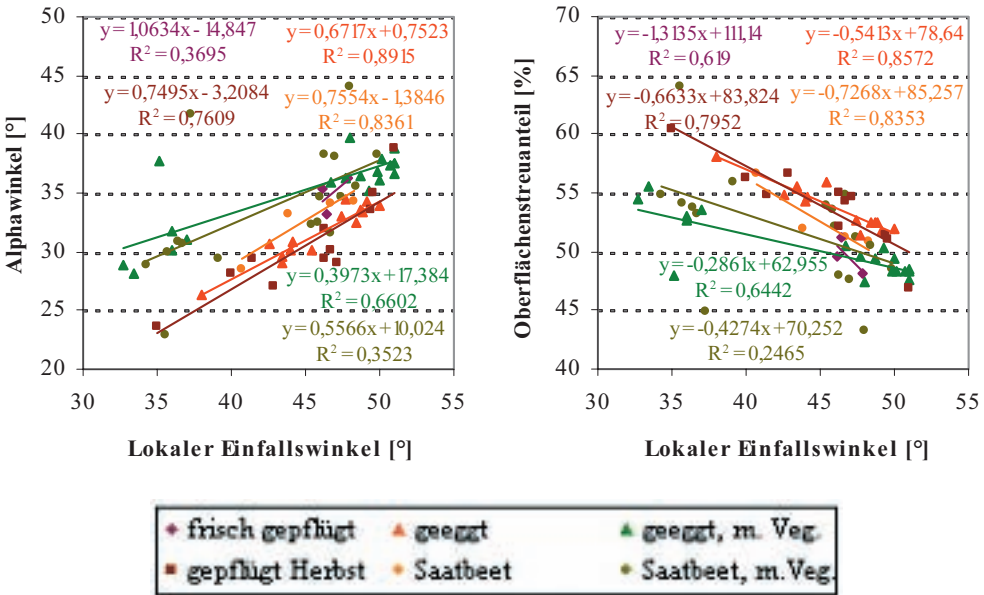 y=1,0634x-14,847
R²=0,3695
y=0,6717x+0,7523
R²=0,8915
y=0,7495x-3,2084
R²=0,7609
y=0,7554x-1,3846
R²=0,8361
y=0,3973x+17,384
R²=0,6602
y=0,5566x+10,024
R²=0,3523
50
45
40
35
30
25
20
Alphawinkel [°]
30 35 40 45 50 55
Lokaler Einfallswinkel [°]
y=-1,3135x+111,14
R²=0,619
y=-0,5413x+78,64
R²=0,8572
y=-0,6633x+83,824
R²=0,7952
y=-0,7268x+85,257
R²=0,8353
y=-0,2861x+62,955
R²=0,6442
y=-0,4274x+70,252
R²=0,2465
70
65
60
55
50
45
40
Oberflächenstreuanteil [%]
30 35 40 45 50 55
Lokaler Einfallswinkel [°]
frisch gepflügt geeggt geeggt, m. Veg.
gepflügt Herbst Saatbeet Saatbeet, m.Veg.